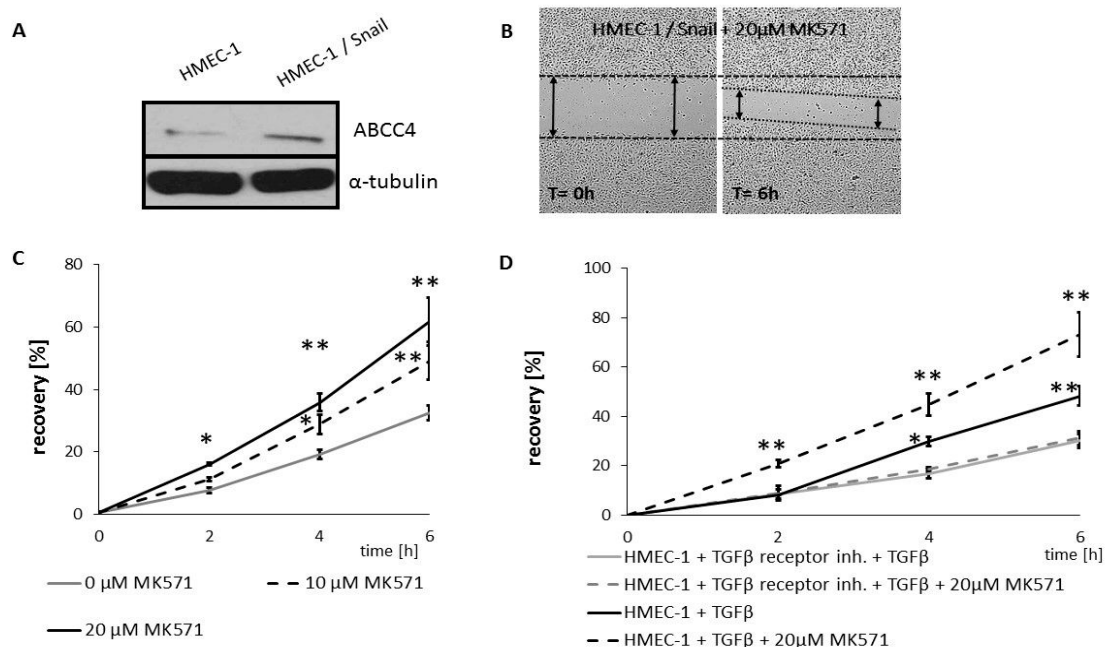 A
HMEC-1
HMEC-1 / Snail
ABCC4
α-tubulin
B
HMEC-1 / Snail + 20µM MK571
T= 0h
T= 6h
C
80
60
40
20
0
recovery [%]
*
**
*
**
**
0
2
4
6
time [h]
0 µM MK571
10 µM MK571
20 µM MK571
D
100
80
60
40
20
0
recovery [%]
**
**
*
**
**
0
2
4
6
time [h]
HMEC-1 + TGFβ receptor inh. + TGFβ
HMEC-1 + TGFβ receptor inh. + TGFβ + 20µM MK571
HMEC-1 + TGFβ
HMEC-1 + TGFβ + 20µM MK571